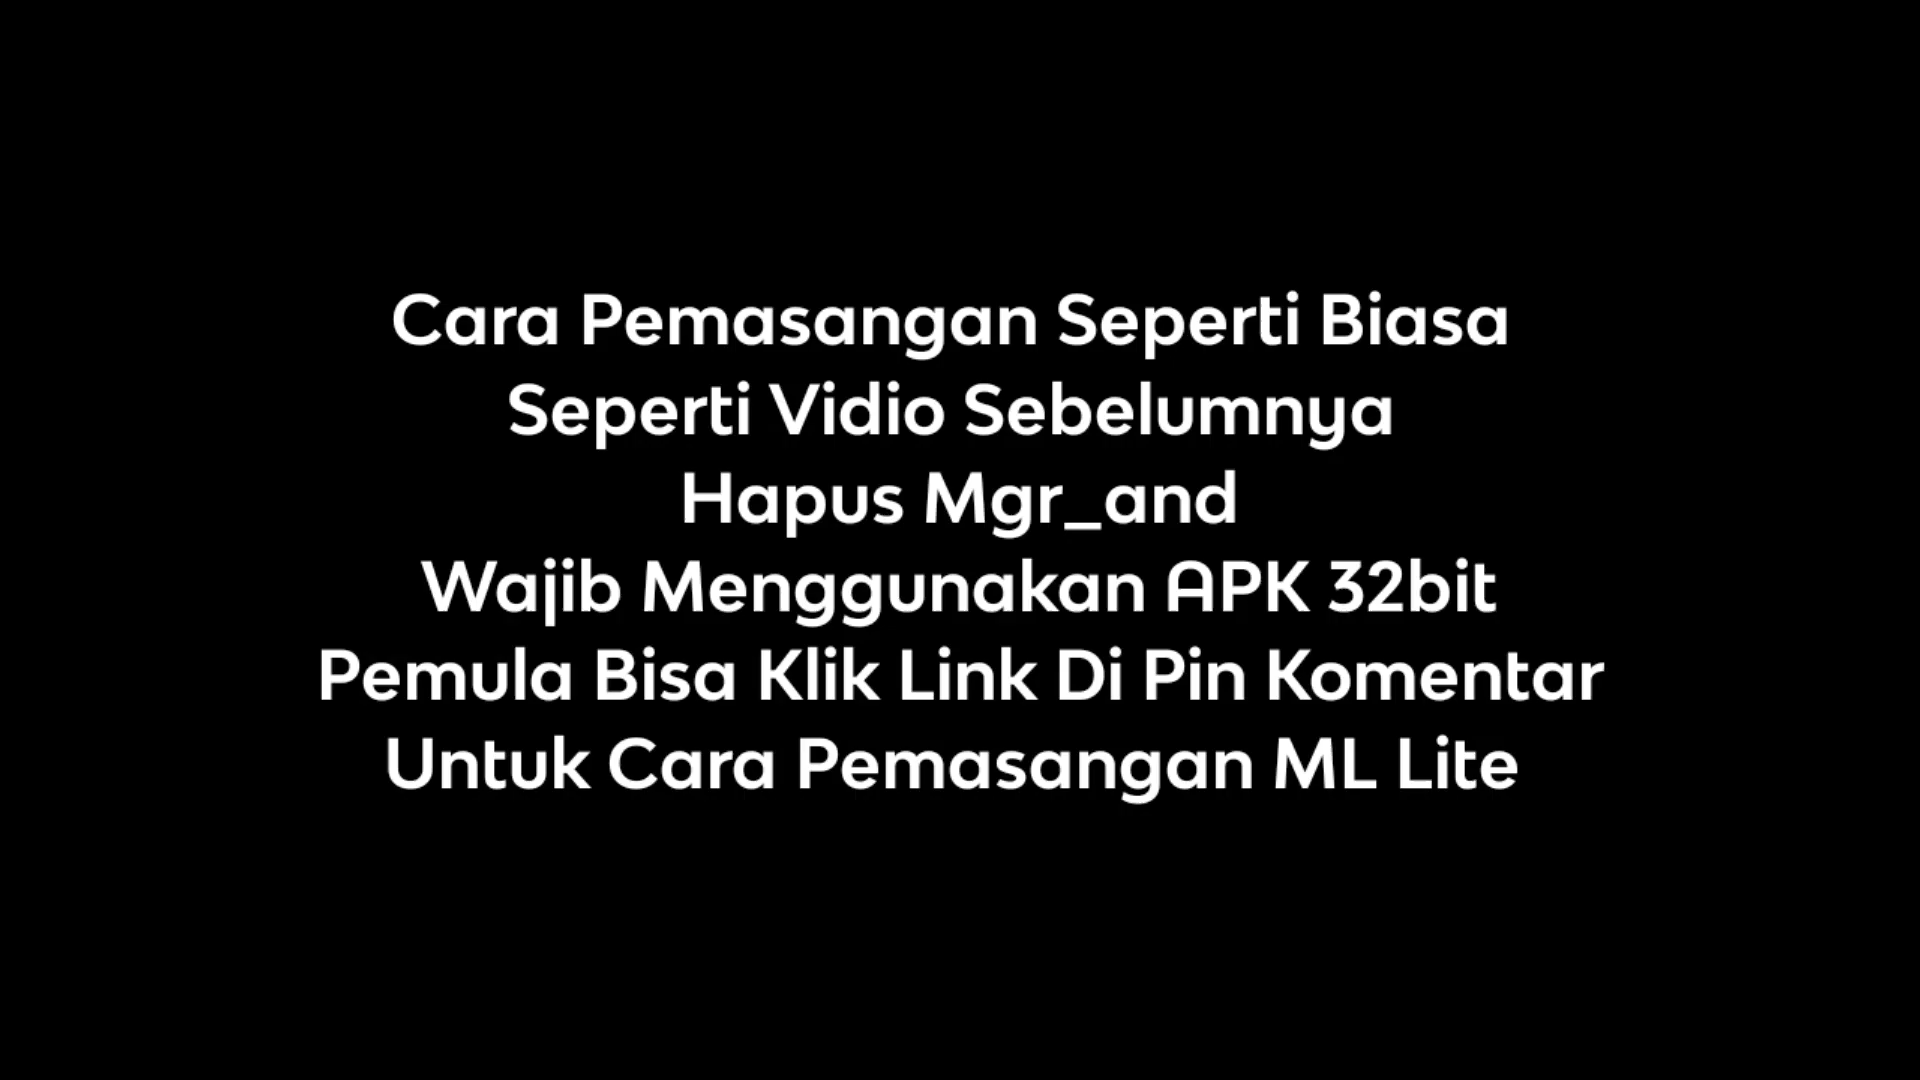 Cara Pemasangan Seperti Biasa
Seperti Vidio Sebelumnya
Hapus Mgr_and
Wajib Menggunakan APK 32bit
Pemula Bisa Klik Link Di Pin Komentar
Untuk Cara Pemasangan ML Lite